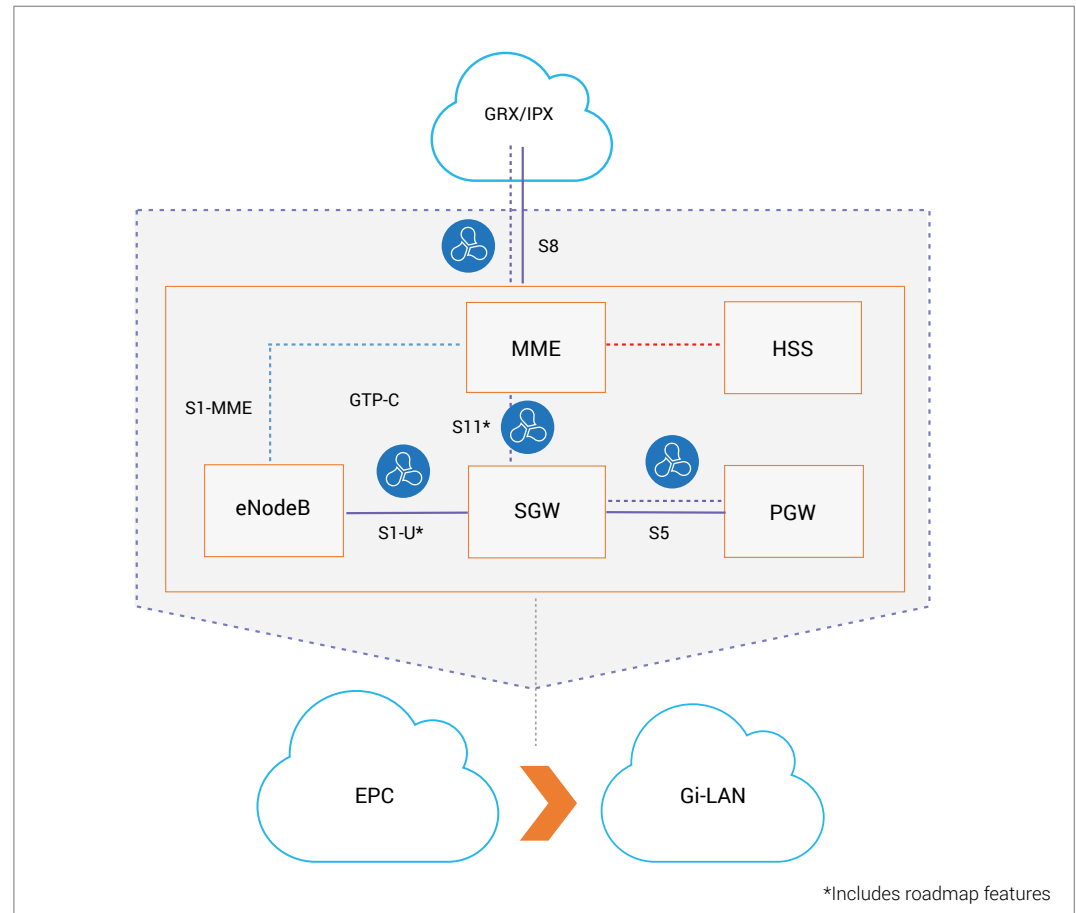 GRX/IPX
S8
MME
HSS
S1-MME
GTP-C
S11*
eNodeB
SGW
PGW
S1-U*
S5
EPC
Gi-LAN
*Includes roadmap features